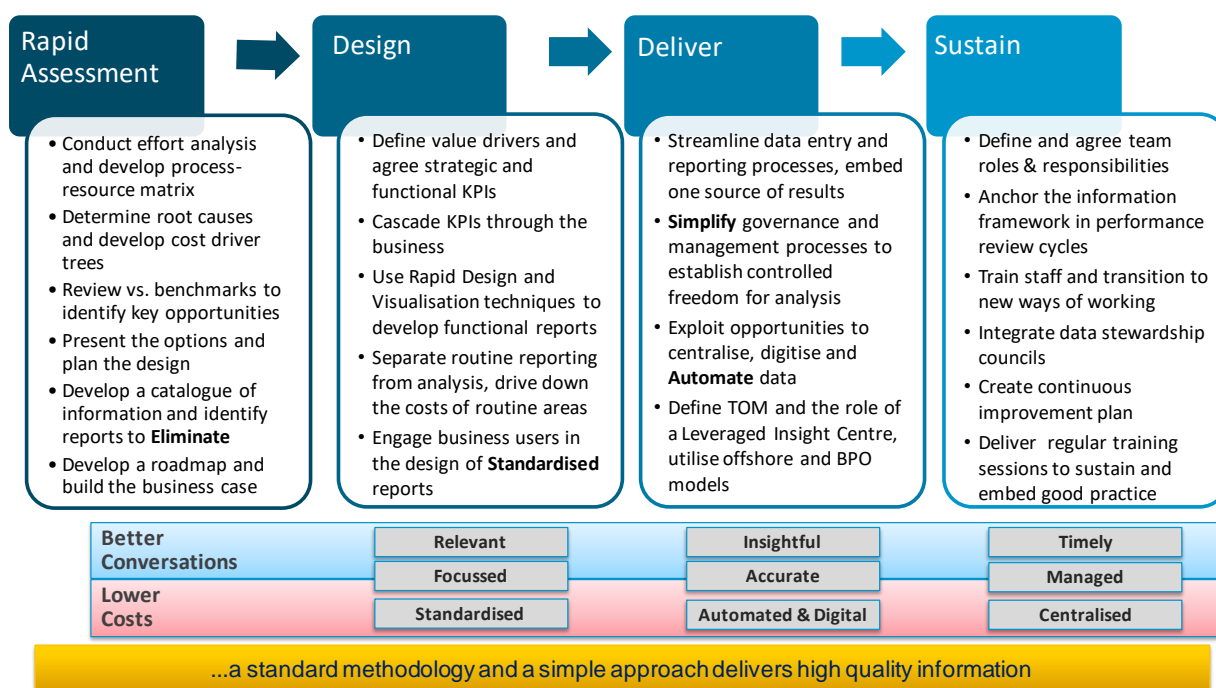 Rapid
Assessment
Design
Deliver
Sustain
• Conduct effort analysis
and develop process-
resource matrix
• Determine root causes
and develop cost driver
trees
• Review vs. benchmarks to
identify key opportunities
• Present the options and
plan the design
• Develop a catalogue of
information and identify
reports to Eliminate
• Develop a roadmap and
build the business case
• Define value drivers and
agree strategic and
functional KPIs
• Cascade KPIs through the
business
• Use Rapid Design and
Visualisation techniques to
develop functional reports
• Separate routine reporting
from analysis, drive down
the costs of routine areas
• Engage business users in
the design of Standardised
reports
• Streamline data entry and
reporting processes, embed
one source of results
• Simplify governance and
management processes to
establish controlled
freedom for analysis
• Exploit opportunities to
centralise, digitise and
Automate data
• Define TOM and the role of
a Leveraged Insight Centre,
utilise offshore and BPO
models
• Define and agree team
roles & responsibilities
• Anchor the information
framework in performance
review cycles
• Train staff and transition to
new ways of working
• Integrate data stewardship
councils
• Create continuous
improvement plan
• Deliver regular training
sessions to sustain and
embed good practice
Better
Conversations
Relevant
Insightful
Timely
Focussed
Accurate
Managed
Lower
Costs
Standardised
Automated & Digital
Centralised
...a standard methodology and a simple approach delivers high quality information